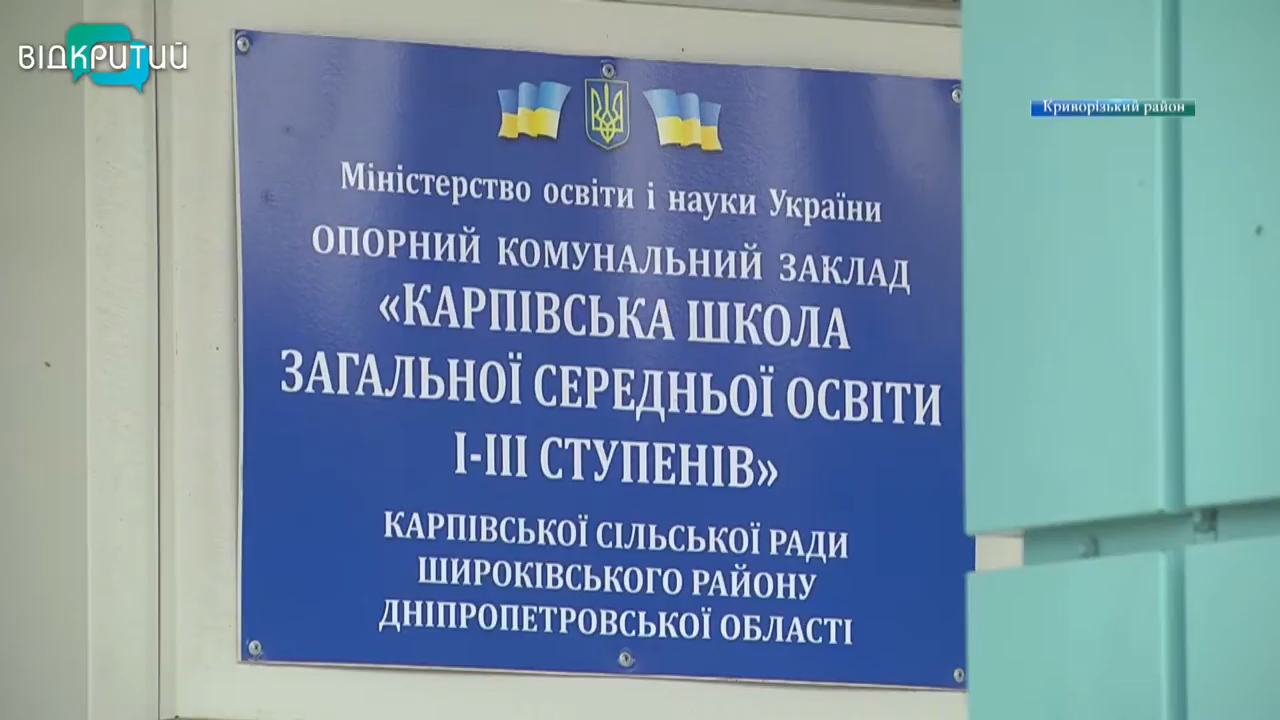 ВІДКРИТИЙ
Криворізький район
Міністерство освіти і науки України
ОПОРНИЙ КОМУНАЛЬНИЙ ЗАКЛАД
«КАРПІВСЬКА ШКОЛА
ЗАГАЛЬНОЇ СЕРЕДНЬОЇ ОСВІТИ
І-ІІІ СТУПЕНІВ»
КАРПІВСЬКОЇ СІЛЬСЬКОЇ РАДИ
ШИРОКІВСЬКОГО РАЙОНУ
ДНІПРОПЕТРОВСЬКОЇ ОБЛАСТІ